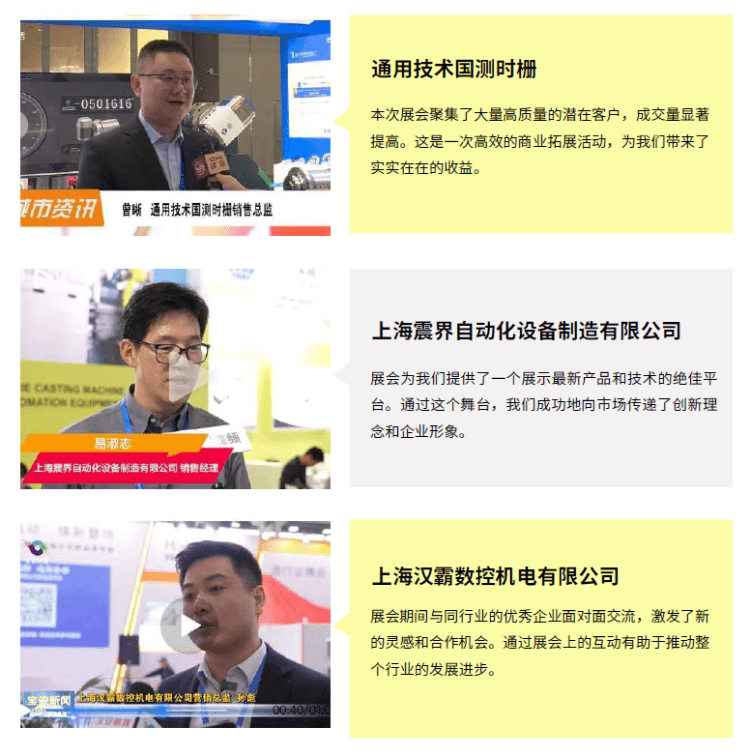 -0501616
通用技术国测时栅
本次展会聚集了大量高质量的潜在客户，成交量显著
提高。这是一次高效的商业拓展活动，为我们带来了
实实在在的收益。
城市资讯
曾晰 通用技术国测时栅销售总监
上海震界自动化设备制造有限公司
展会为我们提供了一个展示最新产品和技术的绝佳平
台。通过这个舞台，我们成功地向市场传递了创新理
念和企业形象。
DIE CASTING MACHINE
AUTOMATION EQUIPMENT
昂淑志
视频
上海震界自动化设备制造有限公司 销售经理
上海汉霸数控机电有限公司
展会期间与同行业的优秀企业面对面交流，激发了新
的灵感和合作机会。通过展会上的互动有助于推动整
个行业的发展进步。
焕新登场
宝安新闻
上海汉霸数控机电有限公司营销总监 孙彪
00:40/01: